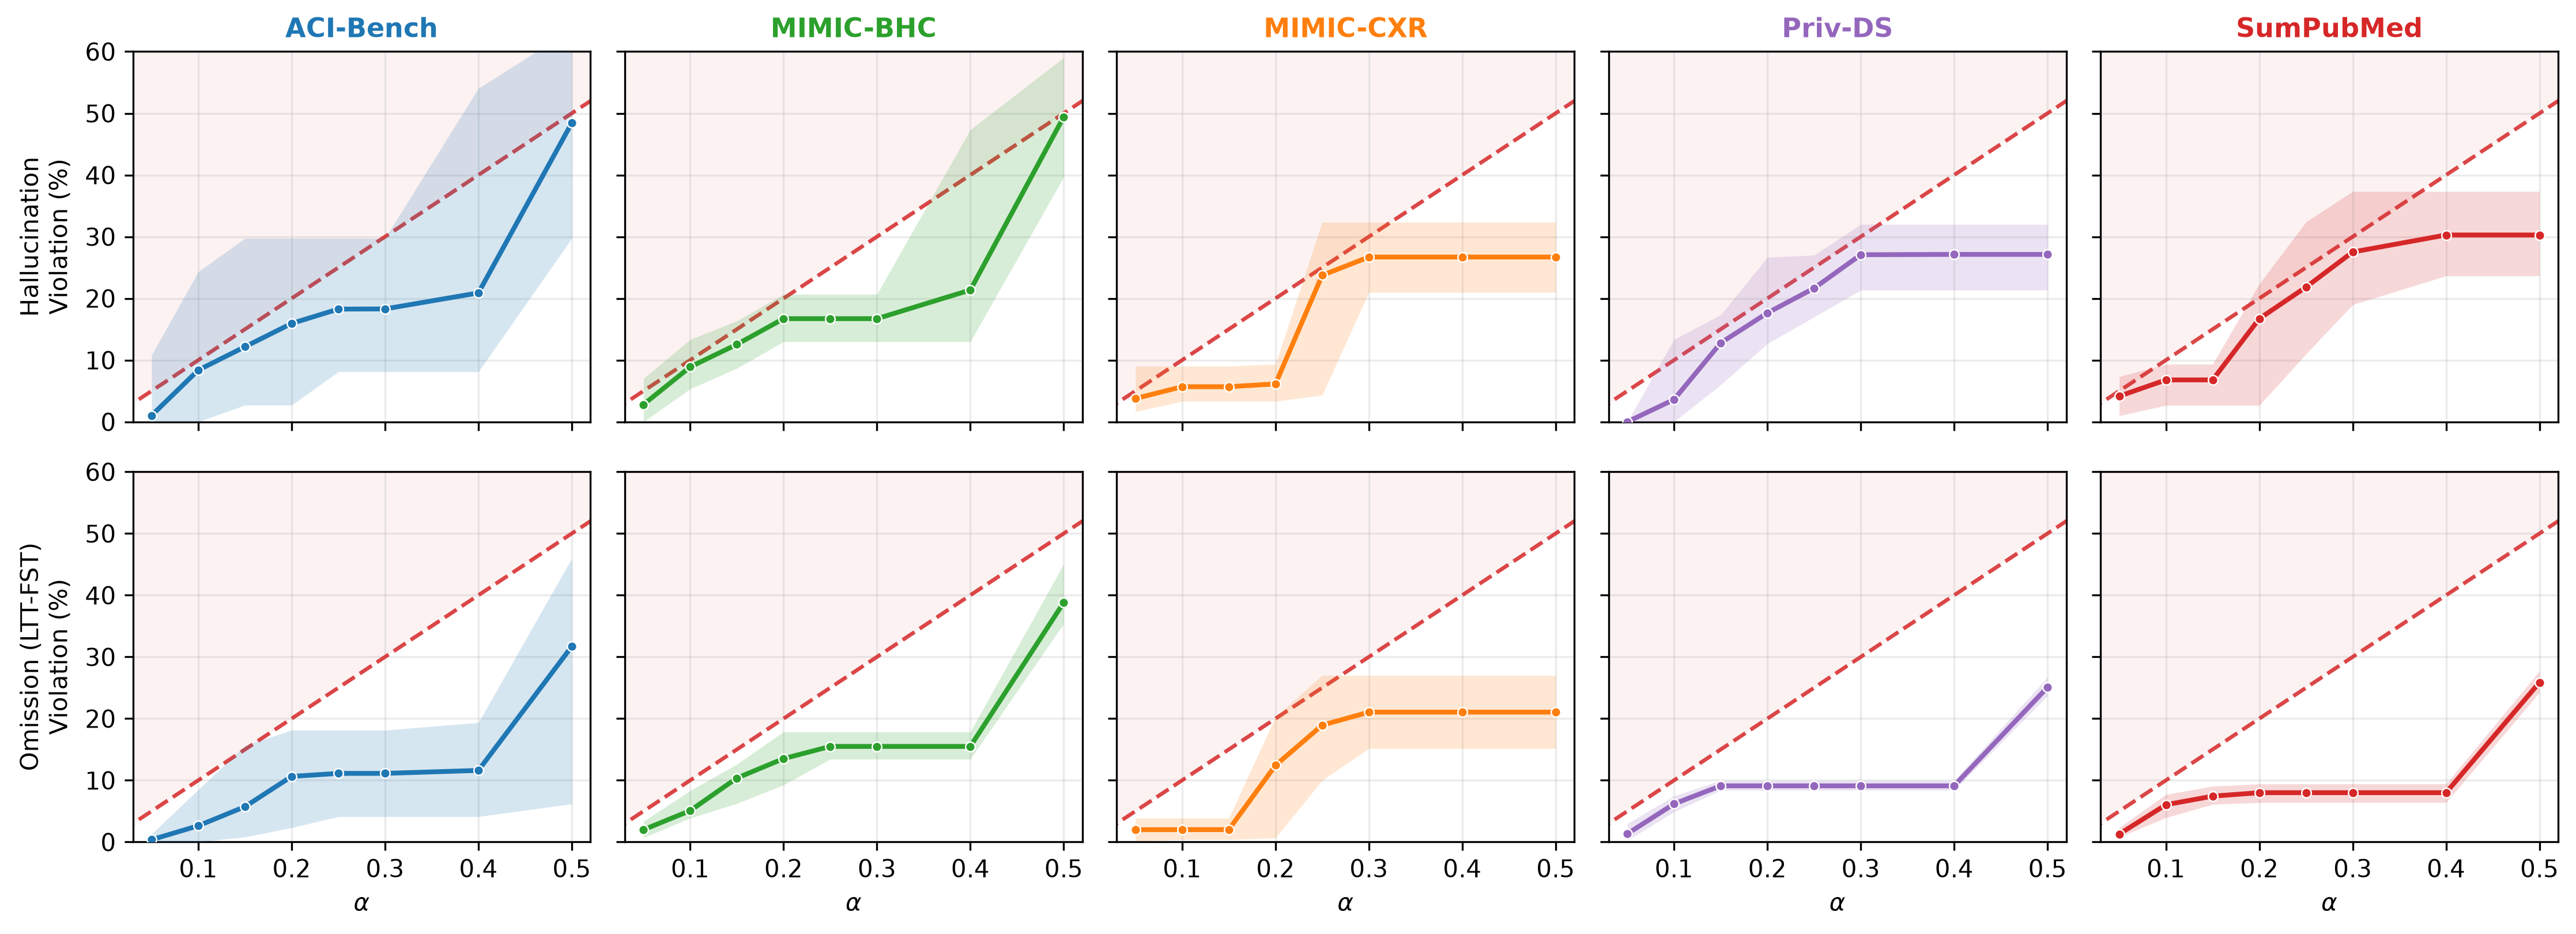 ACI-Bench
MIMIC-BHC
MIMIC-CXR
Priv-DS
SumPubMed
Hallucination
Violation (%)
60
50
40
30
20
10
0
Omission (LTT-FST)
Violation (%)
60
50
40
30
20
10
0
0.1 0.2 0.3 0.4 0.5
0.1 0.2 0.3 0.4 0.5
0.1 0.2 0.3 0.4 0.5
0.1 0.2 0.3 0.4 0.5
0.1 0.2 0.3 0.4 0.5
α
α
α
α
α